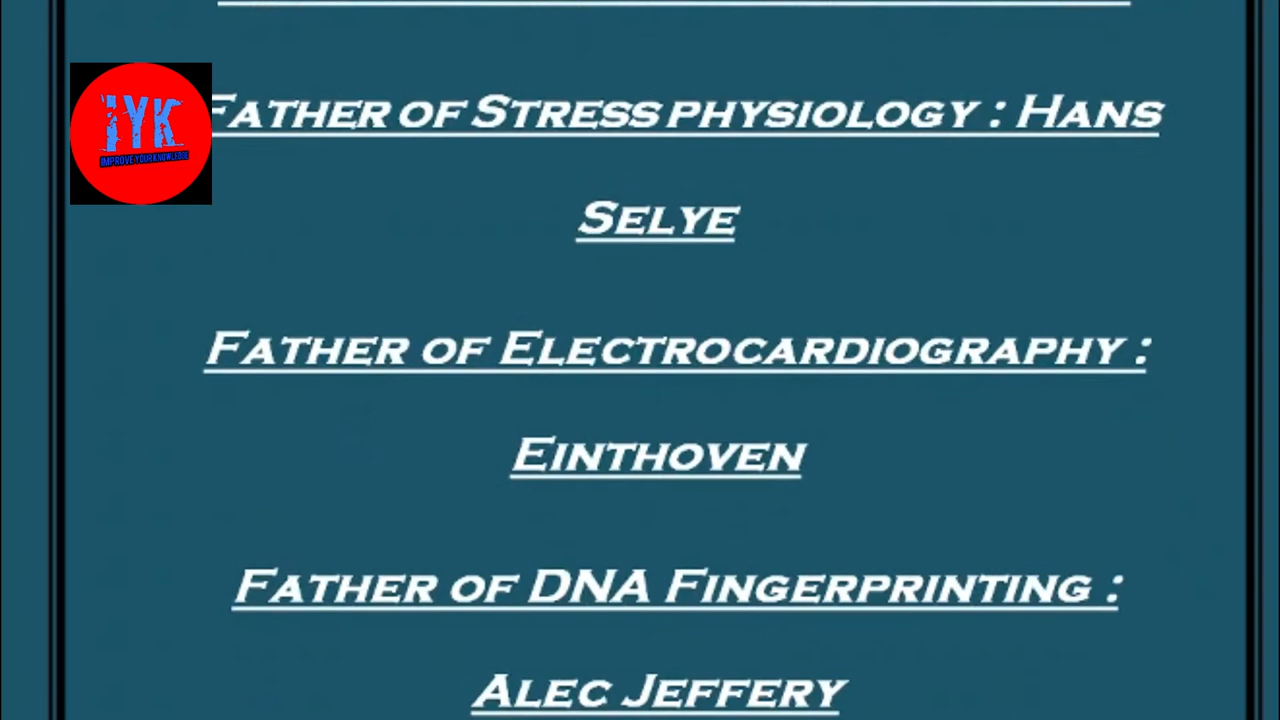 IYK
IMPROVE YOUR KNOWLEDGE
FATHER OF STRESS PHYSIOLOGY : HANS
SELYE
FATHER OF ELECTROCARDIOGRAPHY :
EINTHOVEN
FATHER OF DNA FINGERPRINTING :
ALEC JEFFERY